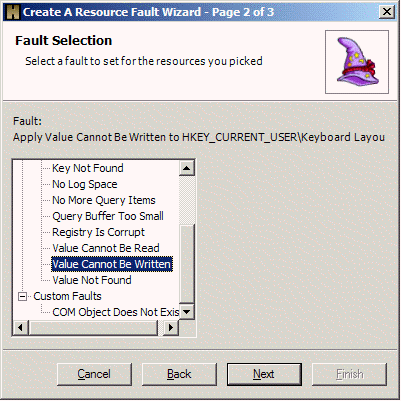 Create A Resource Fault Wizard - Page 2 of 3
Fault Selection
Select a fault to set for the resources you picked
Fault:
Apply Value Cannot Be Written to HKEY_CURRENT_USER\Keyboard Layou
Key Not Found
No Log Space
No More Query Items
Query Buffer Too Small
Registry Is Corrupt
Value Cannot Be Read
Value Cannot Be Written
Value Not Found
Custom Faults
COM Object Does Not Exis
Cancel
Back
Next
Finish